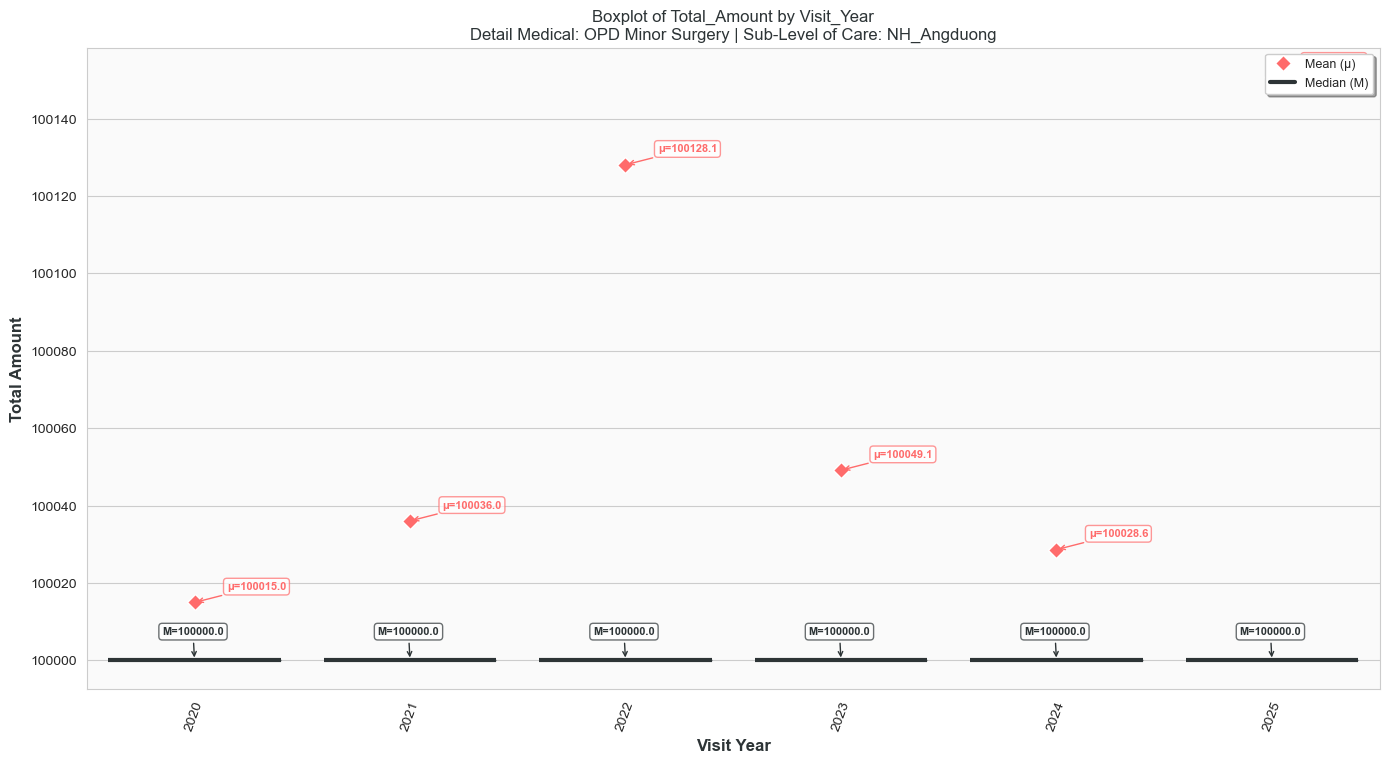 Boxplot of Total_Amount by Visit_Year
Detail Medical: OPD Minor Surgery | Sub-Level of Care: NH_Angduong
Mean (μ)
Median (M)
Total Amount
100140
100120
100100
100080
100060
100040
100020
100000
μ=100015.0
μ=100036.0
μ=100128.1
μ=100049.1
μ=100028.6
M=100000.0
M=100000.0
M=100000.0
M=100000.0
M=100000.0
M=100000.0
2020
2021
2022
2023
2024
2025
Visit Year